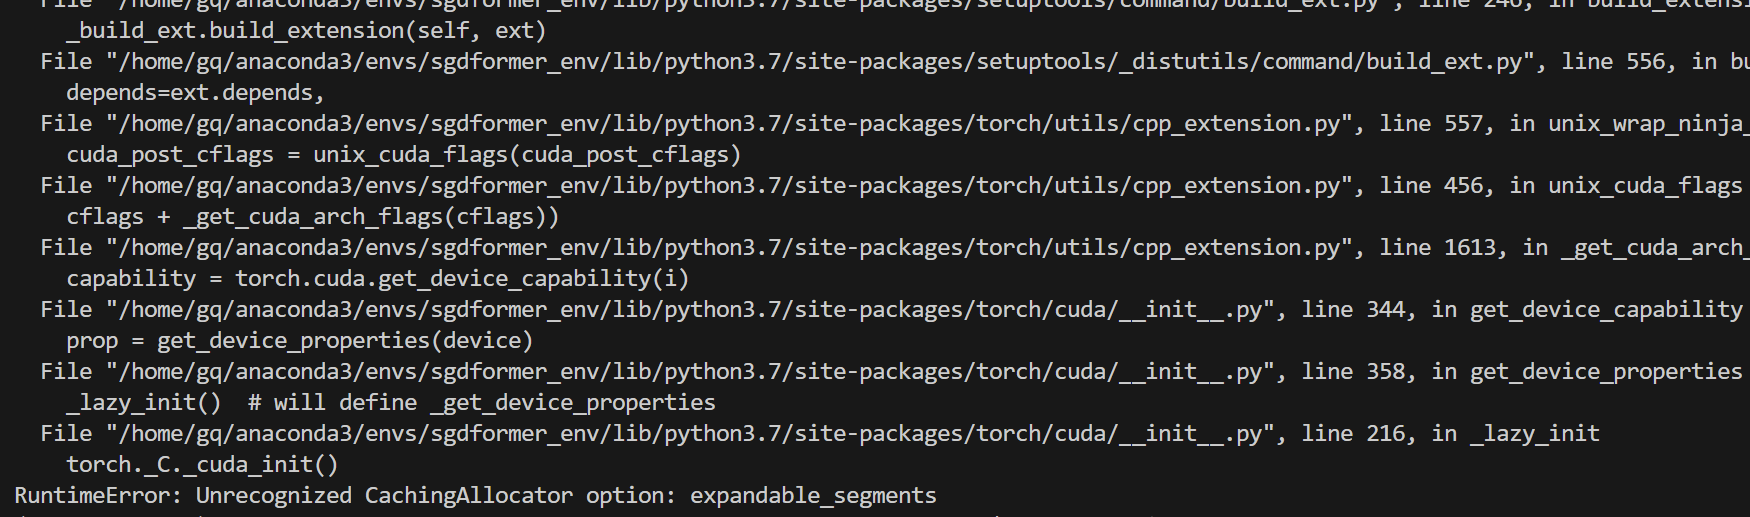 File "/home/gq/anaconda3/envs/sgdformer_env/lib/python3.7/site-packages/setuptools/command/build_ext.py", line 246, in build_extensi
_build_ext.build_extension(self, ext)
File "/home/gq/anaconda3/envs/sgdformer_env/lib/python3.7/site-packages/setuptools/_distutils/command/build_ext.py", line 556, in bu
depends=ext.depends,
File "/home/gq/anaconda3/envs/sgdformer_env/lib/python3.7/site-packages/torch/utils/cpp_extension.py", line 557, in unix_wrap_ninja_
cuda_post_cflags = unix_cuda_flags(cuda_post_cflags)
File "/home/gq/anaconda3/envs/sgdformer_env/lib/python3.7/site-packages/torch/utils/cpp_extension.py", line 456, in unix_cuda_flags
cflags + _get_cuda_arch_flags(cflags))
File "/home/gq/anaconda3/envs/sgdformer_env/lib/python3.7/site-packages/torch/utils/cpp_extension.py", line 1613, in _get_cuda_arch_
capability = torch.cuda.get_device_capability(i)
File "/home/gq/anaconda3/envs/sgdformer_env/lib/python3.7/site-packages/torch/cuda/__init__.py", line 344, in get_device_capability
prop = get_device_properties(device)
File "/home/gq/anaconda3/envs/sgdformer_env/lib/python3.7/site-packages/torch/cuda/__init__.py", line 358, in get_device_properties
_lazy_init()  # will define _get_device_properties
File "/home/gq/anaconda3/envs/sgdformer_env/lib/python3.7/site-packages/torch/cuda/__init__.py", line 216, in _lazy_init
torch._C._cuda_init()
RuntimeError: Unrecognized CachingAllocator option: expandable_segments